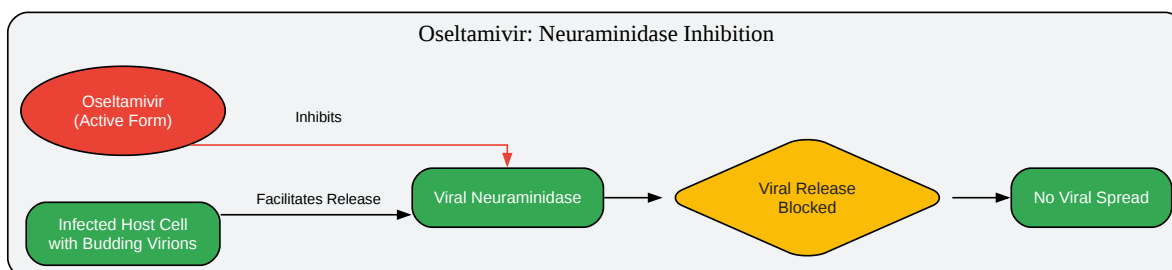 Oseltamivir: Neuraminidase Inhibition
Oseltamivir
(Active Form)
Inhibits
Infected Host Cell
with Budding Virions
Facilitates Release
Viral Neuraminidase
Viral Release
Blocked
No Viral Spread